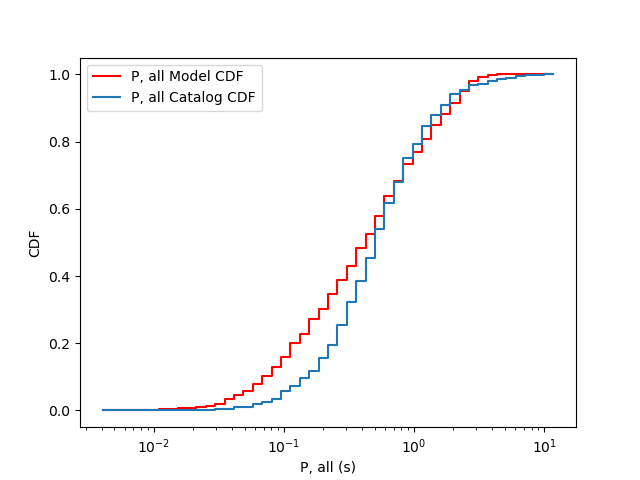 P, all Model CDF
P, all Catalog CDF
1.0
0.8
0.6
0.4
0.2
0.0
CDF
10⁻² 10⁻¹ 10⁰ 10¹
P, all (s)